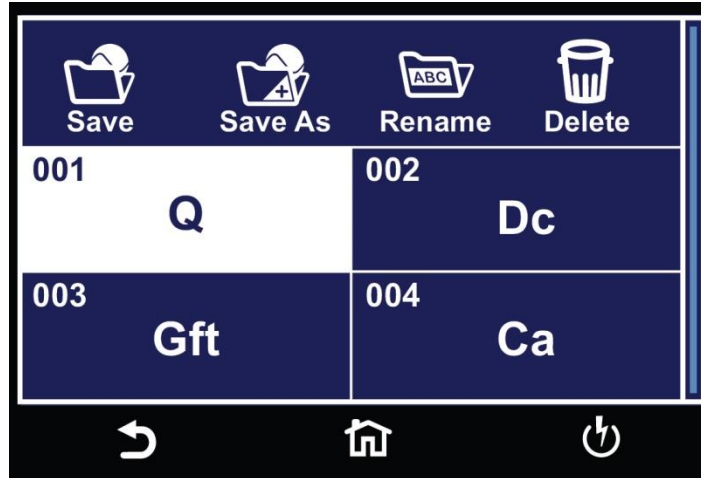 ABC
Save Save As Rename Delete
001 002
Q Dc
003 004
Gft Ca